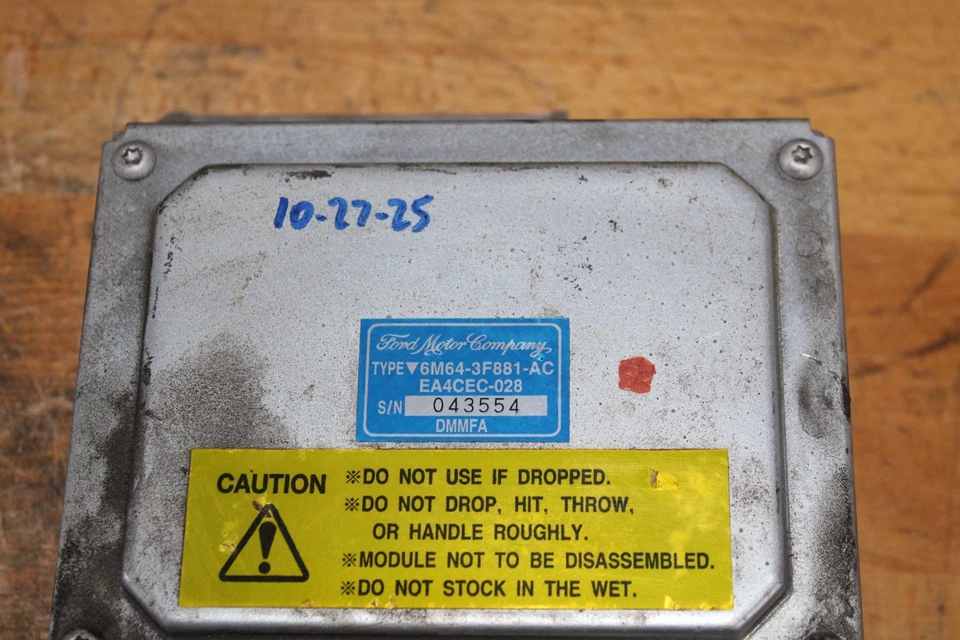 10-27-25
Ford Motor Company
TYPE▼6M64-3F881-AC
EA4CEC-028
S/N 043554
DMMFA
CAUTION ※DO NOT USE IF DROPPED.
※DO NOT DROP, HIT, THROW,
OR HANDLE ROUGHLY.
※MODULE NOT TO BE DISASSEMBLED.
※DO NOT STOCK IN THE WET.